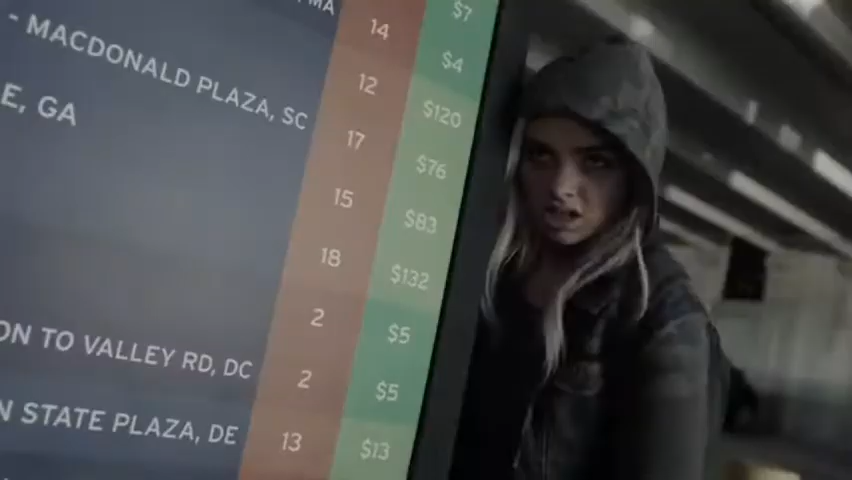 MA 14 $7
- MACDONALD PLAZA, SC 12 $4
E, GA 17 $120
15 $76
18 $83
2 $132
ON TO VALLEY RD, DC 2 $5
N STATE PLAZA, DE 13 $5
$13